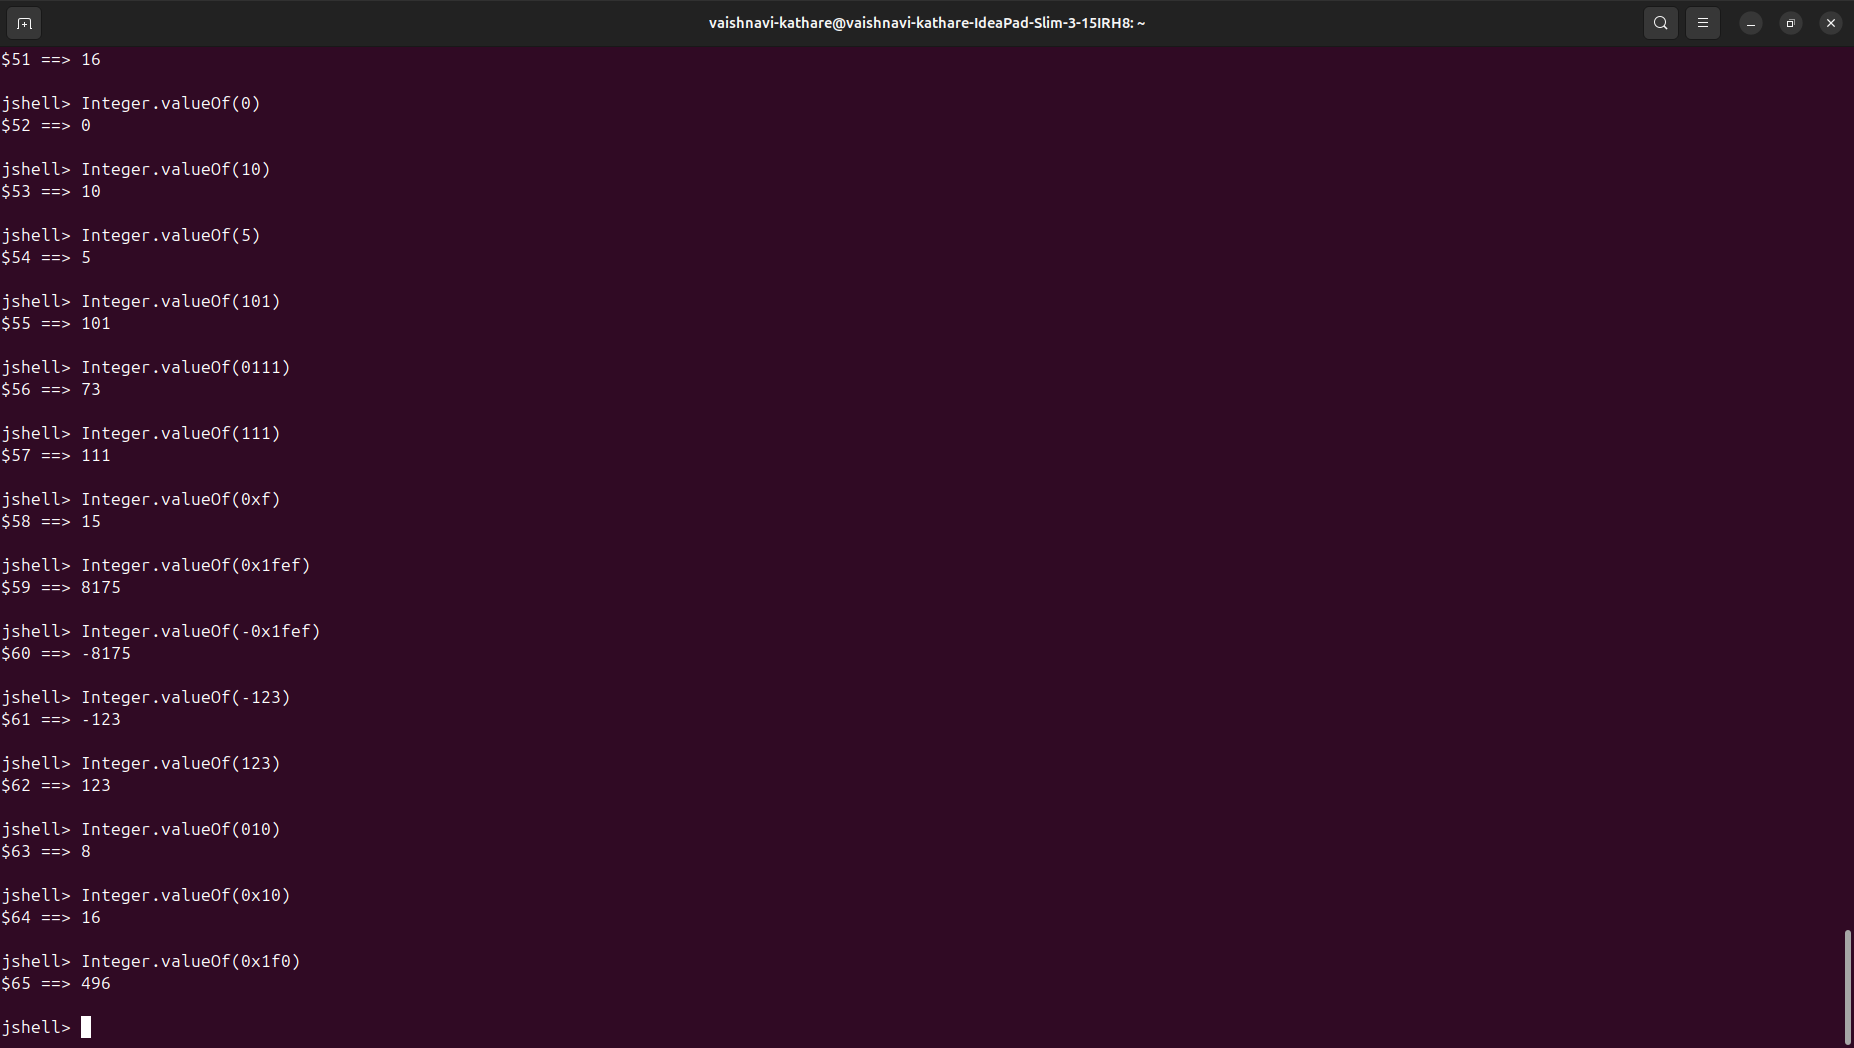 vaishnavi-kathare@vaishnavi-kathare-IdeaPad-Slim-3-15IRH8: ~
$51 ==> 16
jshell> Integer.valueOf(0)
$52 ==> 0
jshell> Integer.valueOf(10)
$53 ==> 10
jshell> Integer.valueOf(5)
$54 ==> 5
jshell> Integer.valueOf(101)
$55 ==> 101
jshell> Integer.valueOf(0111)
$56 ==> 73
jshell> Integer.valueOf(111)
$57 ==> 111
jshell> Integer.valueOf(0xf)
$58 ==> 15
jshell> Integer.valueOf(0x1fef)
$59 ==> 8175
jshell> Integer.valueOf(-0x1fef)
$60 ==> -8175
jshell> Integer.valueOf(-123)
$61 ==> -123
jshell> Integer.valueOf(123)
$62 ==> 123
jshell> Integer.valueOf(010)
$63 ==> 8
jshell> Integer.valueOf(0x10)
$64 ==> 16
jshell> Integer.valueOf(0x1f0)
$65 ==> 496
jshell>